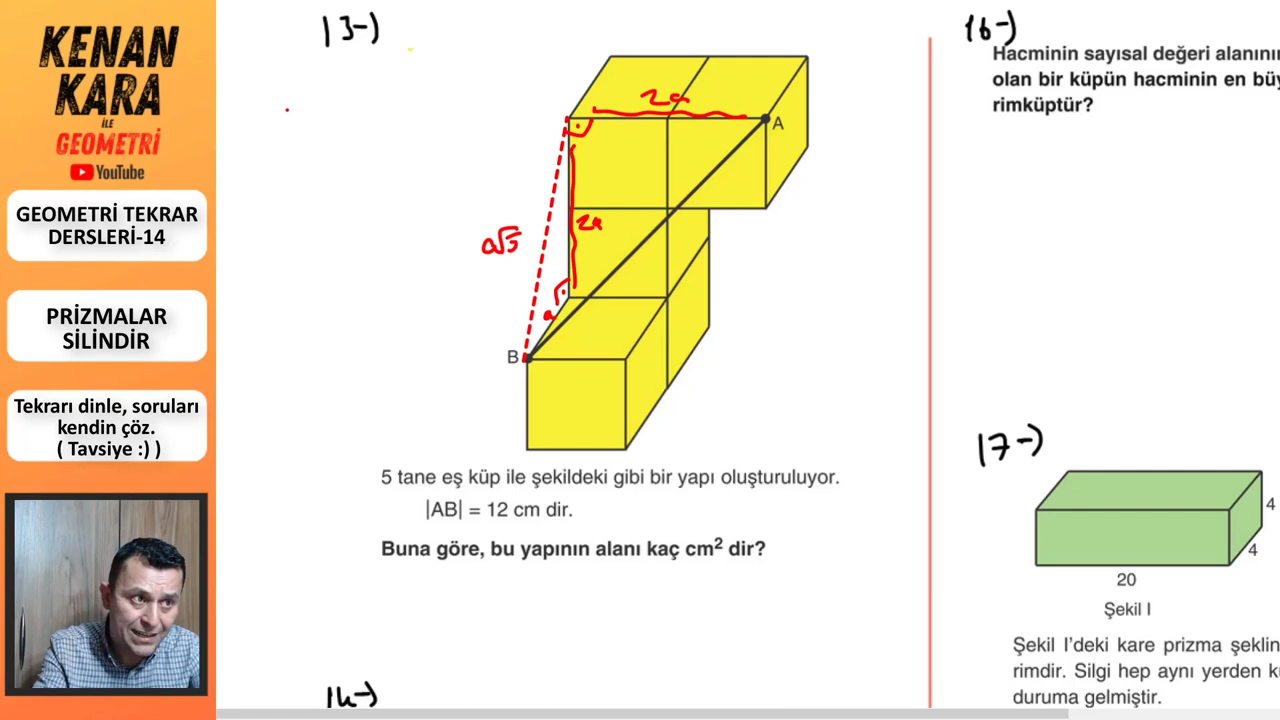 KENAN
KARA
İLE
GEOMETRİ
YouTube
GEOMETRİ TEKRAR
DERSLERİ-14
PRİZMALAR
SİLİNDİR
Tekrarı dinle, soruları
kendin çöz.
( Tavsiye :) )
13-)
2a
A
2a
a√5
a
B
5 tane eş küp ile şekildeki gibi bir yapı oluşturuluyor.
|AB| = 12 cm dir.
Buna göre, bu yapının alanı kaç cm² dir?
14-)
16-)
Hacminin sayısal değeri alanının
olan bir küpün hacminin en büy
rimküptür?
17-)
4
4
20
Şekil I
Şekil I’deki kare prizma şeklin
rimdir. Silgi hep aynı yerden k
duruma gelmiştir.